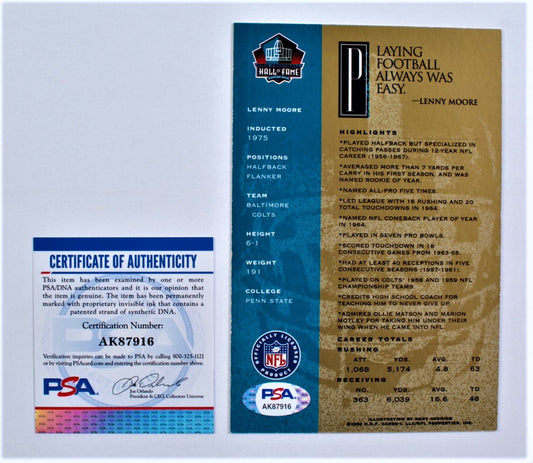 HALL of FAME
LENNY MOORE
INDUCTED
1975
POSITIONS
HALFBACK
FLANKER
TEAM
BALTIMORE
COLTS
HEIGHT
6-1
WEIGHT
191
COLLEGE
PENN STATE
OFFICIALLY LICENSED
NFL
PRODUCT
PSA
AK87916
PLAYING
FOOTBALL
ALWAYS WAS
EASY.
—LENNY MOORE
HIGHLIGHTS
*PLAYED HALFBACK BUT SPECIALIZED IN
CATCHING PASSES DURING 12-YEAR NFL
CAREER (1956-1967).
*AVERAGED MORE THAN 7 YARDS PER
CARRY IN HIS FIRST SEASON, AND WAS
NAMED ROOKIE OF YEAR.
*NAMED ALL-PRO FIVE TIMES.
*LED LEAGUE WITH 16 RUSHING AND 20
TOTAL TOUCHDOWNS IN 1964.
*NAMED NFL COMEBACK PLAYER OF YEAR
IN 1964.
*PLAYED IN SEVEN PRO BOWLS.
*SCORED TOUCHDOWN IN 18
CONSECUTIVE GAMES FROM 1963-65.
*HAD AT LEAST 40 RECEPTIONS IN FIVE
CONSECUTIVE SEASONS (1957-1961).
*PLAYED ON COLTS' 1958 AND 1959 NFL
CHAMPIONSHIP TEAMS.
*CREDITS HIGH SCHOOL COACH FOR
TEACHING HIM TO NEVER GIVE UP.
*ADMIRES OLLIE MATSON AND MARION
MOTLEY FOR TAKING HIM UNDER THEIR
WING WHEN HE CAME INTO NFL.
CAREER TOTALS
RUSHING
ATT. YDS. AVG. TD
1,068 5,174 4.8 63
RECEIVING
NO. YDS. AVG. TD
363 6,039 16.6 48
CERTIFICATE OF AUTHENTICITY
This item has been examined by one or more
PSA/DNA authenticators and it is our opinion that
the item is genuine. The item has been permanently
marked with proprietary invisible ink that contains a
patented strand of synthetic DNA.
Certification Number:
AK87916
Verification inquiries can be made to PSA by calling 800-325-1121
or by visiting PSAcard.com and clicking on Cert Verification.
PSA
Joe Orlando
President & CEO, Collectors Universe